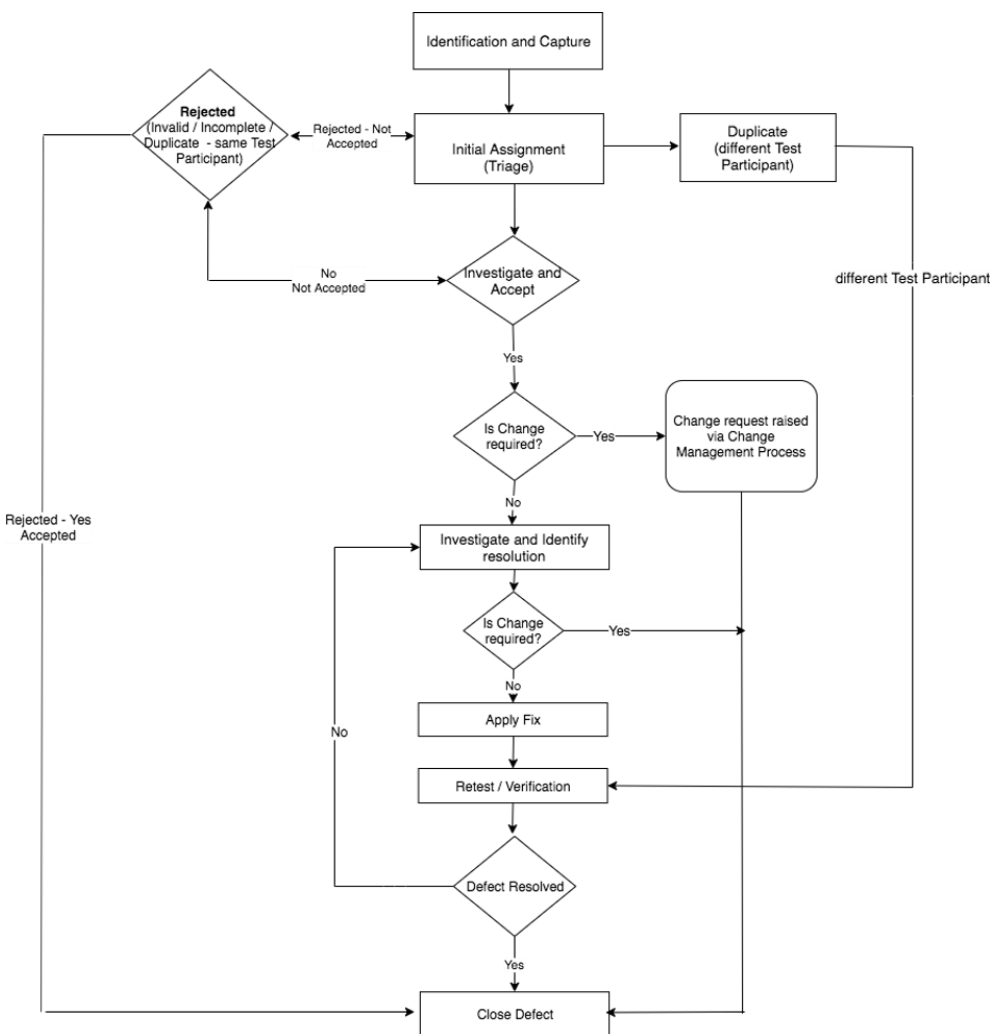 Identification and Capture
Rejected
(Invalid / Incomplete /
Duplicate - same Test
Participant)
Rejected - Not
Accepted
Initial Assignment
(Triage)
Duplicate
(different Test
Participant)
No
Not Accepted
Investigate and
Accept
different Test Participant
Yes
Is Change
required?
Yes
Change request raised
via Change
Management Process
No
Rejected - Yes
Accepted
Investigate and Identify
resolution
Is Change
required?
Yes
No
Apply Fix
No
Retest / Verification
Defect Resolved
Yes
Close Defect